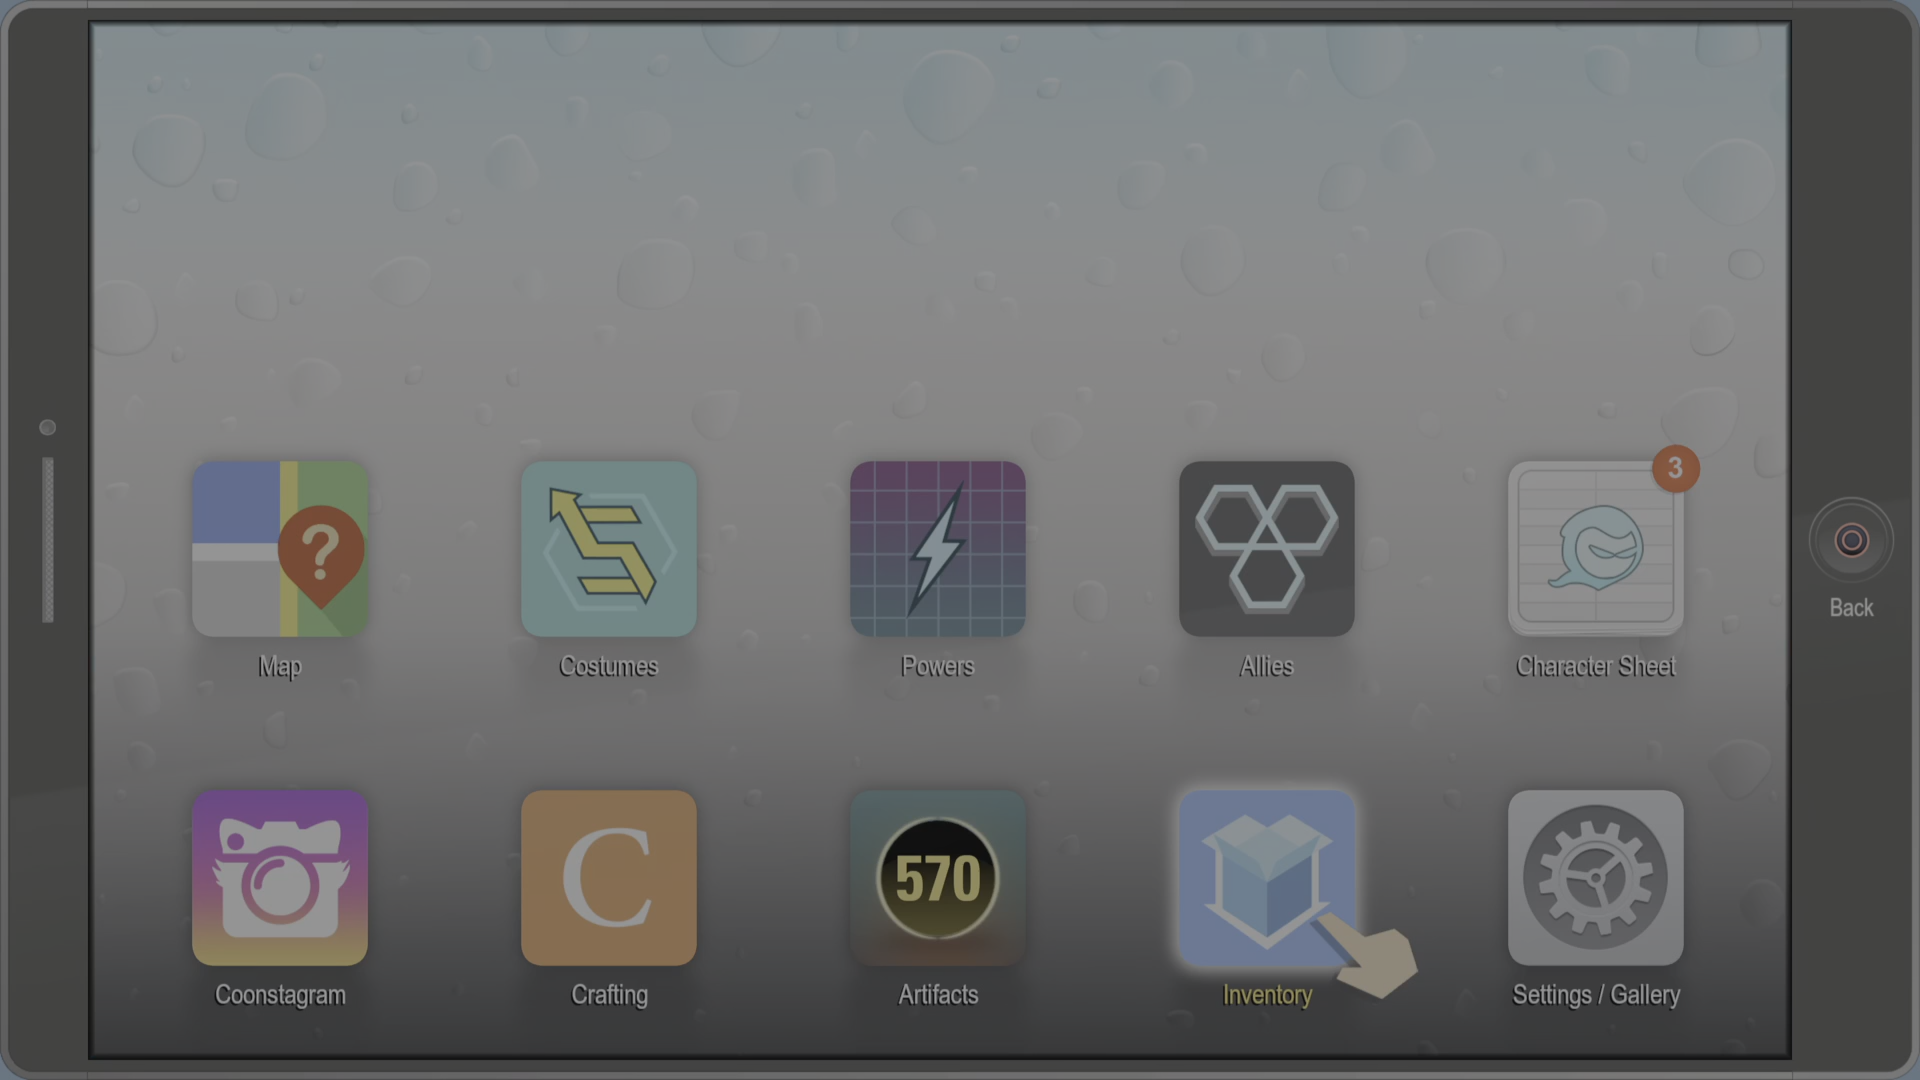 3
?
Map
Costumes
Powers
Allies
Character Sheet
Back
C
570
Coonstagram
Crafting
Artifacts
Inventory
Settings / Gallery